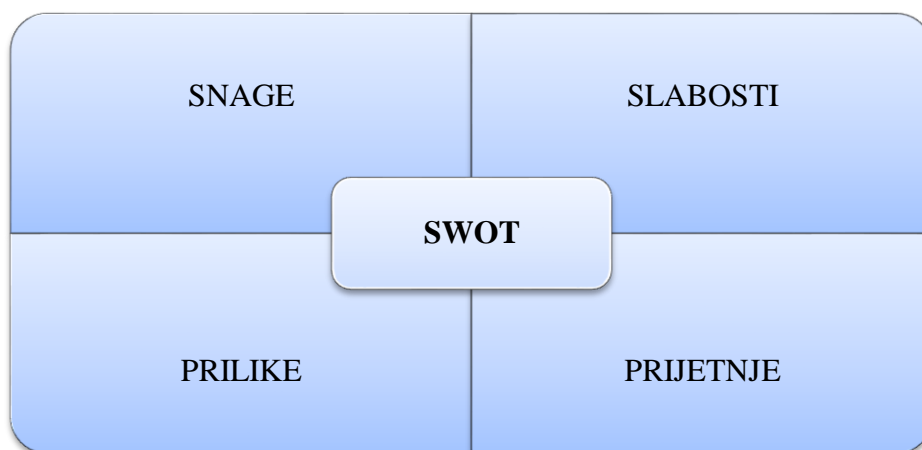 SNAGE
SLABOSTI
SWOT
PRILIKE
PRIJETNJE